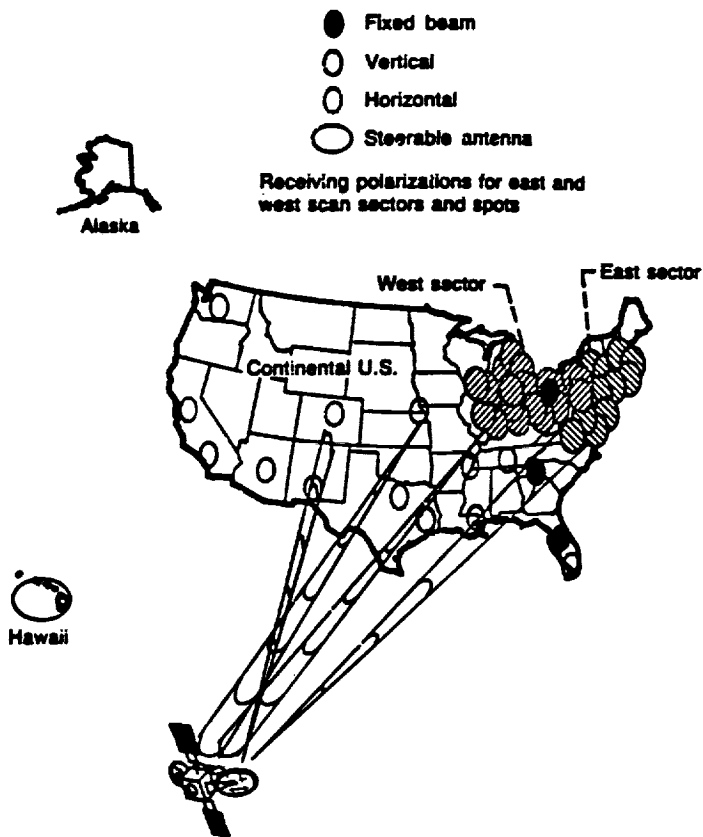 Fixed beam
Vertical
Horizontal
Steerable antenna
Receiving polarizations for east and
west scan sectors and spots
Alaska
West sector
East sector
Continental U.S.
Hawaii